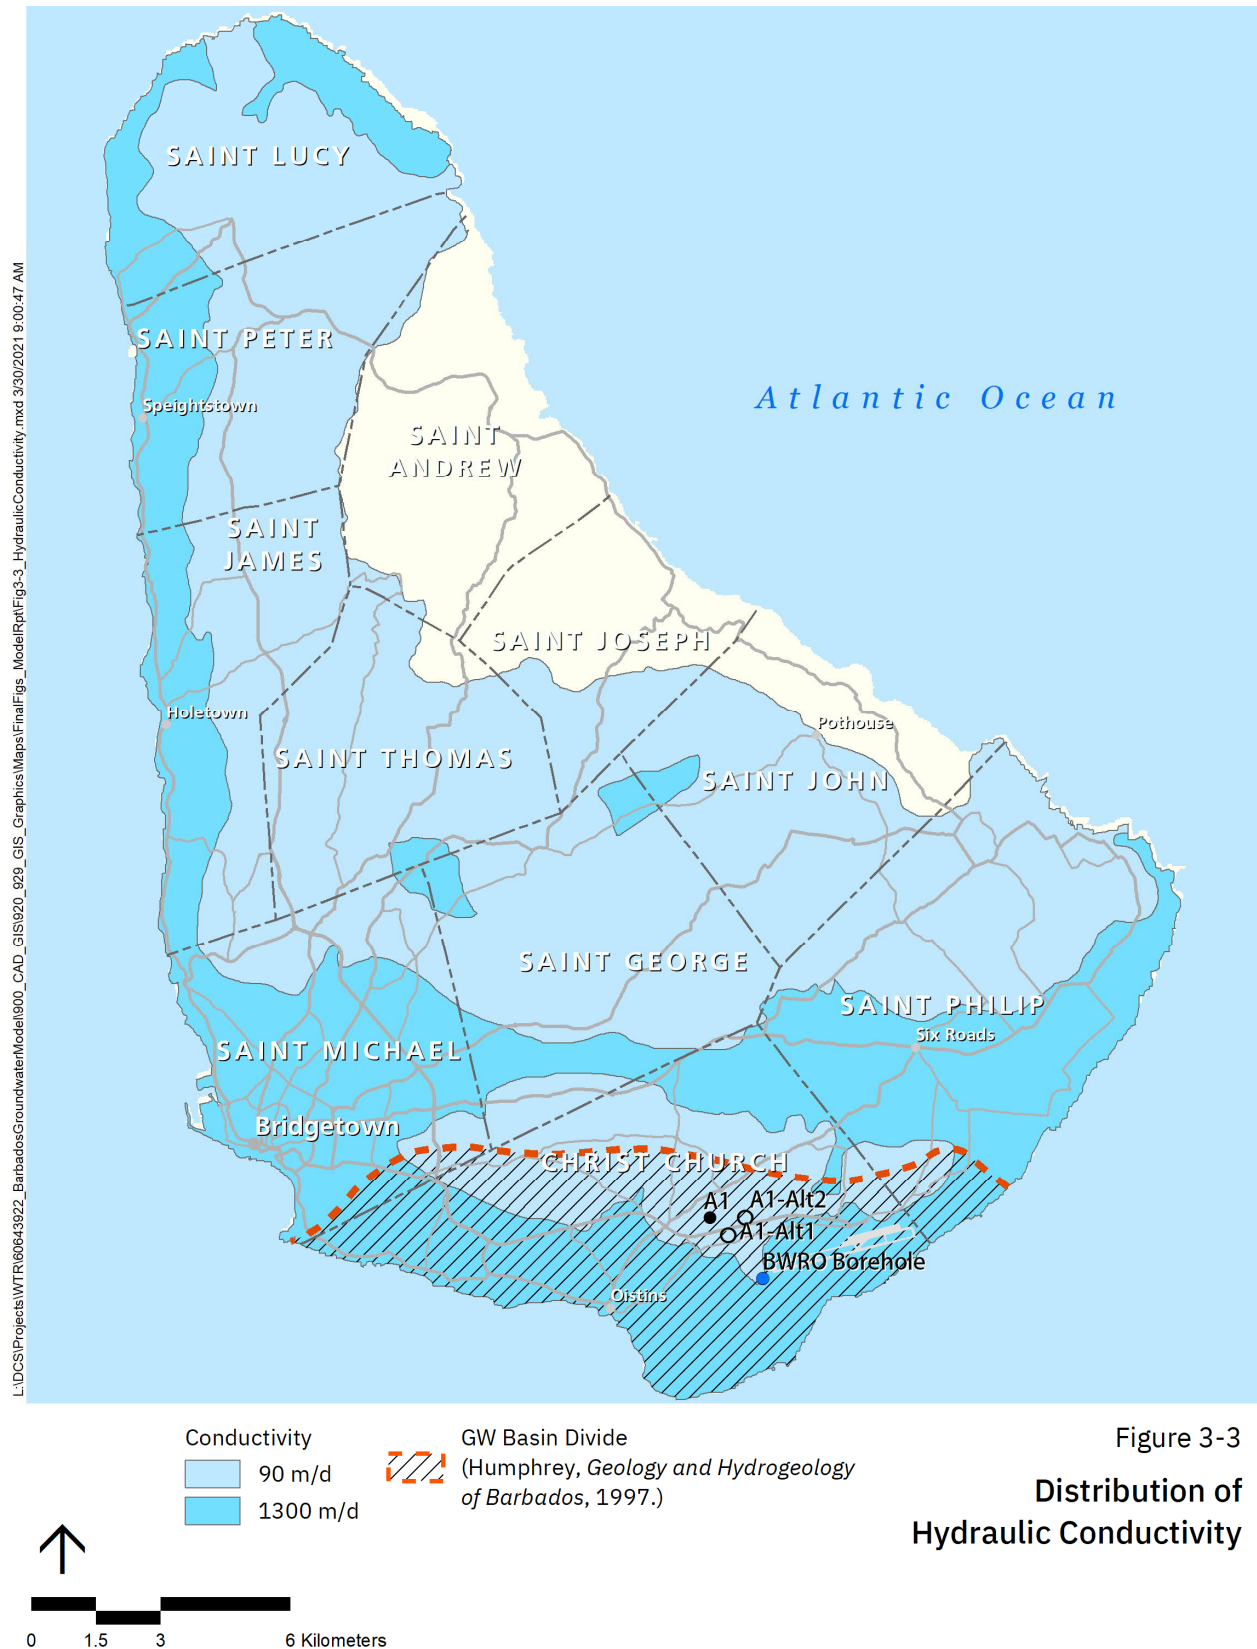 L:\DCS\Projects\WTR\60643922_BarbadosGroundwaterModel\900_CAD_GIS\920_929_GIS_Graphics\Maps\FinalFigs_ModelRpt\Fig3-3_HydraulicConductivity.mxd 3/30/2021 9:00:47 AM
SAINT LUCY
SAINT PETER
Atlantic Ocean
Speightstown
SAINT
ANDREW
SAINT
JAMES
SAINT JOSEPH
Holetown
Pothouse
SAINT THOMAS
SAINT JOHN
SAINT GEORGE
SAINT PHILIP
Six Roads
SAINT MICHAEL
Bridgetown
CHRIST CHURCH
A1
A1-Alt2
A1-Alt1
BWRO Borehole
Oistins
Conductivity
90 m/d
1300 m/d
GW Basin Divide
(Humphrey, Geology and Hydrogeology
of Barbados, 1997.)
Figure 3-3
Distribution of
Hydraulic Conductivity
0 1.5 3 6 Kilometers